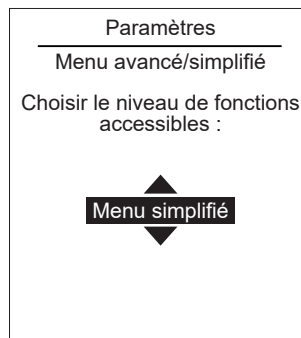 Paramètres
Menu avancé/simplifié
Choisir le niveau de fonctions
accessibles :
Menu simplifié